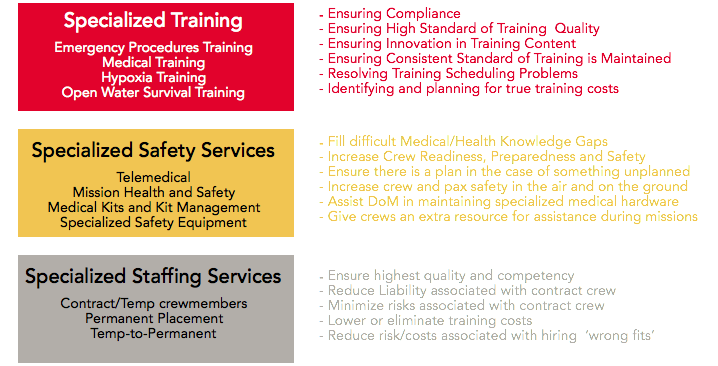 Specialized Training
Emergency Procedures Training
Medical Training
Hypoxia Training
Open Water Survival Training
- Ensuring Compliance
- Ensuring High Standard of Training Quality
- Ensuring Innovation in Training Content
- Ensuring Consistent Standard of Training is Maintained
- Resolving Training Scheduling Problems
- Identifying and planning for true training costs
Specialized Safety Services
Telemedical
Mission Health and Safety
Medical Kits and Kit Management
Specialized Safety Equipment
- Fill difficult Medical/Health Knowledge Gaps
- Increase Crew Readiness, Preparedness and Safety
- Ensure there is a plan in the case of something unplanned
- Increase crew and pax safety in the air and on the ground
- Assist DoM in maintaining specialized medical hardware
- Give crews an extra resource for assistance during missions
Specialized Staffing Services
Contract/Temp crewmembers
Permanent Placement
Temp-to-Permanent
- Ensure highest quality and competency
- Reduce Liability associated with contract crew
- Minimize risks associated with contract crew
- Lower or eliminate training costs
- Reduce risk/costs associated with hiring ‘wrong fits’